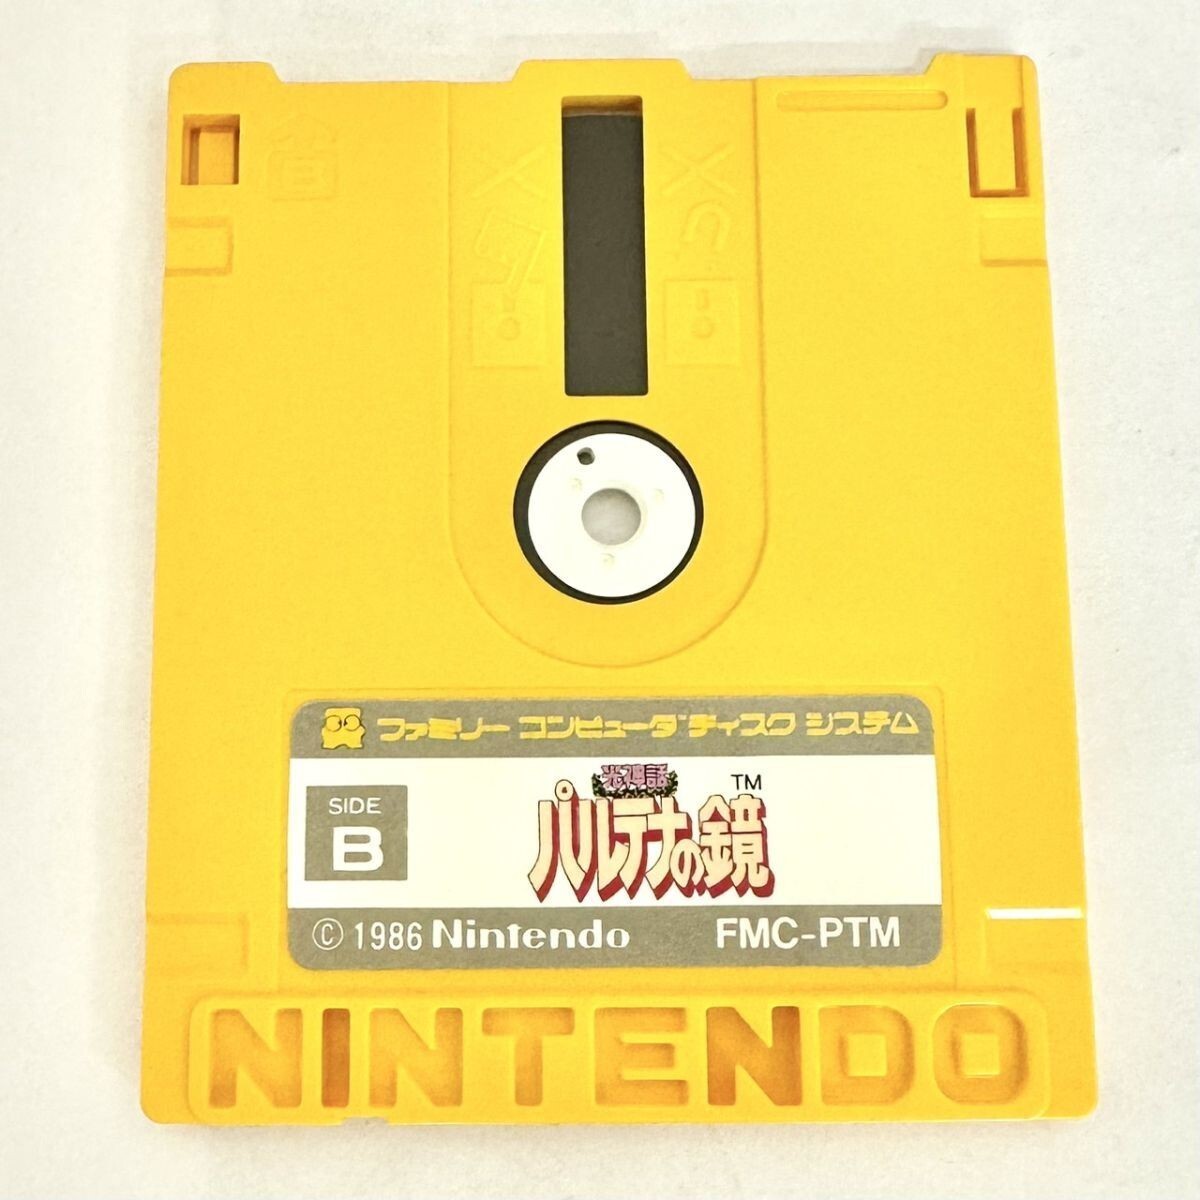 B
ファミリー コンピュータ ディスク システム
光神話
パルテナの鏡 TM
SIDE
B
© 1986 Nintendo FMC-PTM
NINTENDO